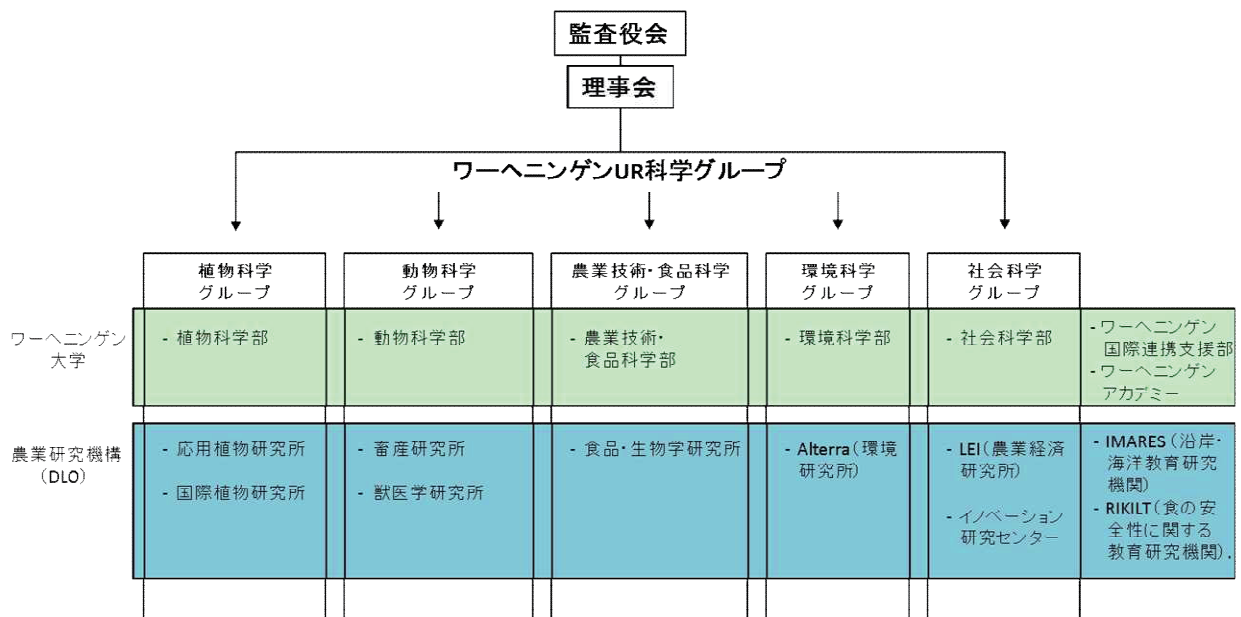 監査役会
理事会
ワーヘニンゲンUR科学グループ
植物科学
グループ
動物科学
グループ
農業技術・食品科学
グループ
環境科学
グループ
社会科学
グループ
ワーヘニンゲン
大学
- 植物科学部
- 動物科学部
- 農業技術・
食品科学部
- 環境科学部
- 社会科学部
- ワーヘニンゲン
国際連携支援部
- ワーヘニンゲン
アカデミー
農業研究機構
(DLO)
- 応用植物研究所
- 国際植物研究所
- 畜産研究所
- 獣医学研究所
- 食品・生物学研究所
- Alterra(環境
研究所)
- LEI(農業経済
研究所)
- イノベーション
研究センター
- IMARES(沿岸・
海洋教育研究
機関)
- RIKILT(食の安
全性に関する
教育研究機関).